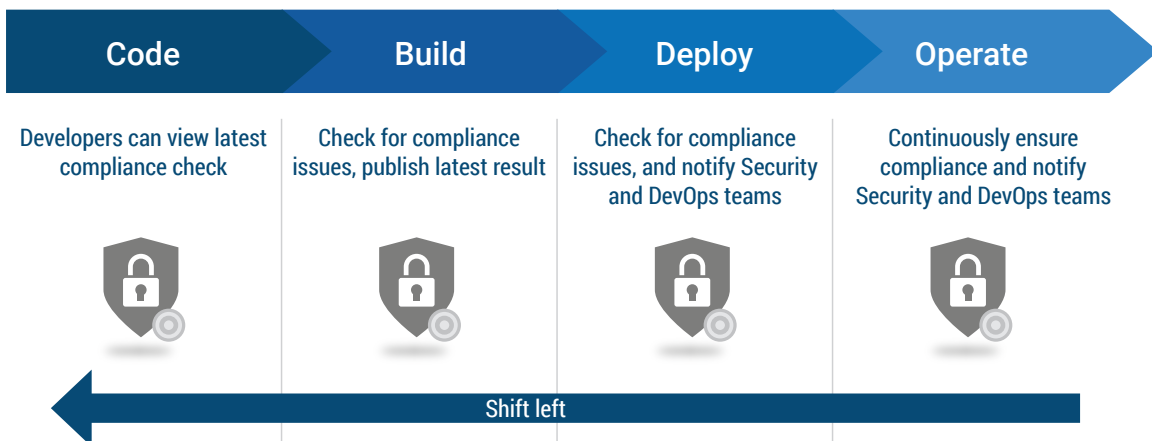 Code
Build
Deploy
Operate
Developers can view latest
compliance check
Check for compliance
issues, publish latest result
Check for compliance
issues, and notify Security
and DevOps teams
Continuously ensure
compliance and notify
Security and DevOps teams
Shift left